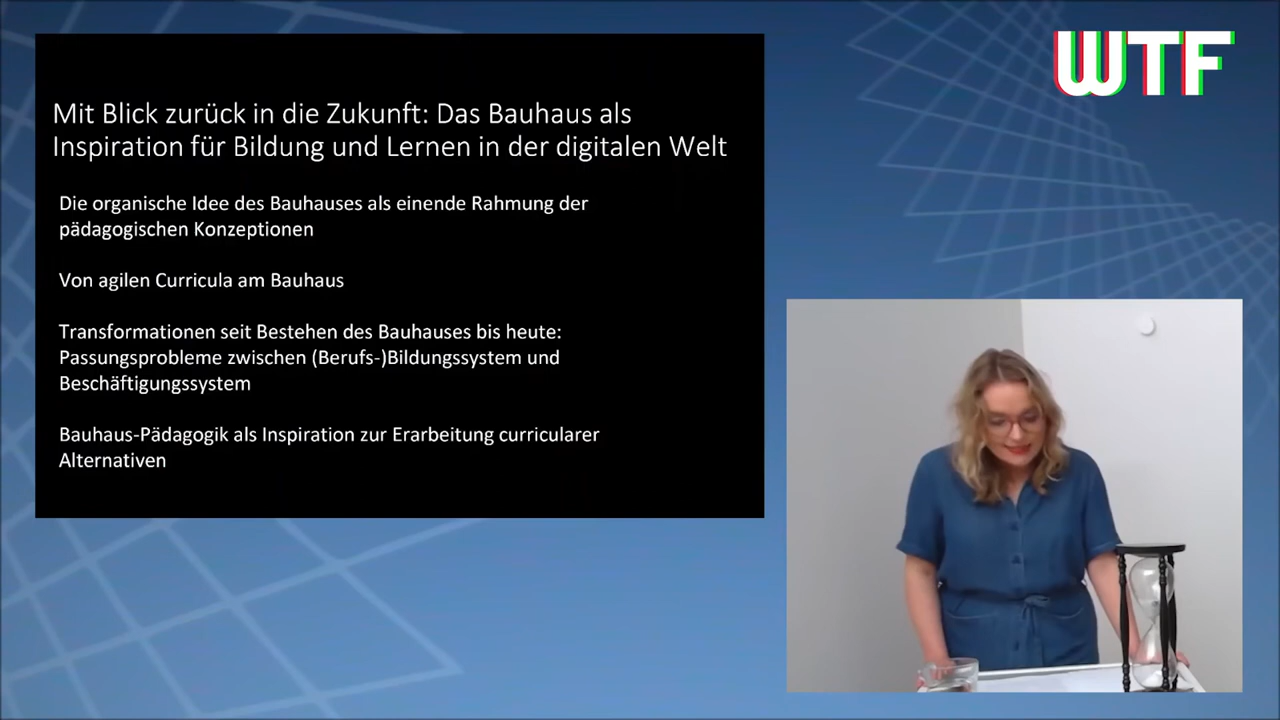 WTF
Mit Blick zurück in die Zukunft: Das Bauhaus als
Inspiration für Bildung und Lernen in der digitalen Welt
Die organische Idee des Bauhauses als einende Rahmung der
pädagogischen Konzeptionen
Von agilen Curricula am Bauhaus
Transformationen seit Bestehen des Bauhauses bis heute:
Passungsprobleme zwischen (Berufs-)Bildungssystem und
Beschäftigungssystem
Bauhaus-Pädagogik als Inspiration zur Erarbeitung curricularer
Alternativen